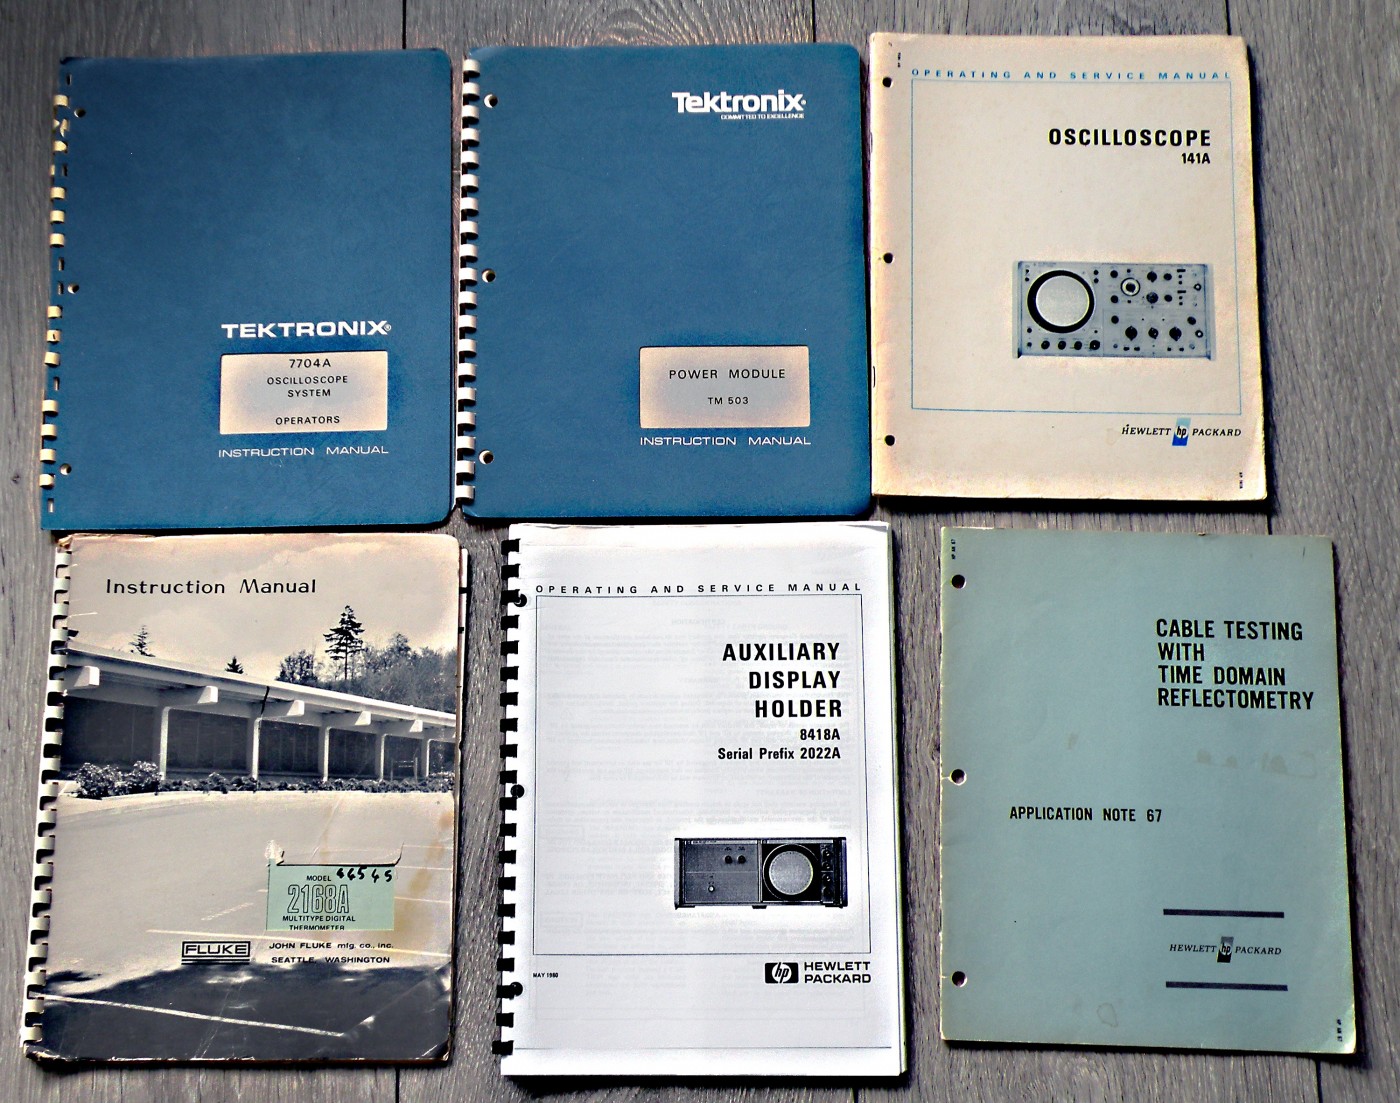 TEKTRONIX®
7704A
OSCILLOSCOPE
SYSTEM
OPERATORS
INSTRUCTION MANUAL
Tektronix®
COMMITTED TO EXCELLENCE
POWER MODULE
TM 503
INSTRUCTION MANUAL
OPERATING AND SERVICE MANUAL
OSCILLOSCOPE
141A
HEWLETT hp PACKARD
Instruction Manual
MODEL
2168A
MULTITYPE DIGITAL
THERMOMETER
FLUKE
JOHN FLUKE mfg. co., inc.
SEATTLE, WASHINGTON
OPERATING AND SERVICE MANUAL
AUXILIARY
DISPLAY
HOLDER
8418A
Serial Prefix 2022A
MAY 1980
hp HEWLETT
PACKARD
CABLE TESTING
WITH
TIME DOMAIN
REFLECTOMETRY
APPLICATION NOTE 67
HEWLETT hp PACKARD